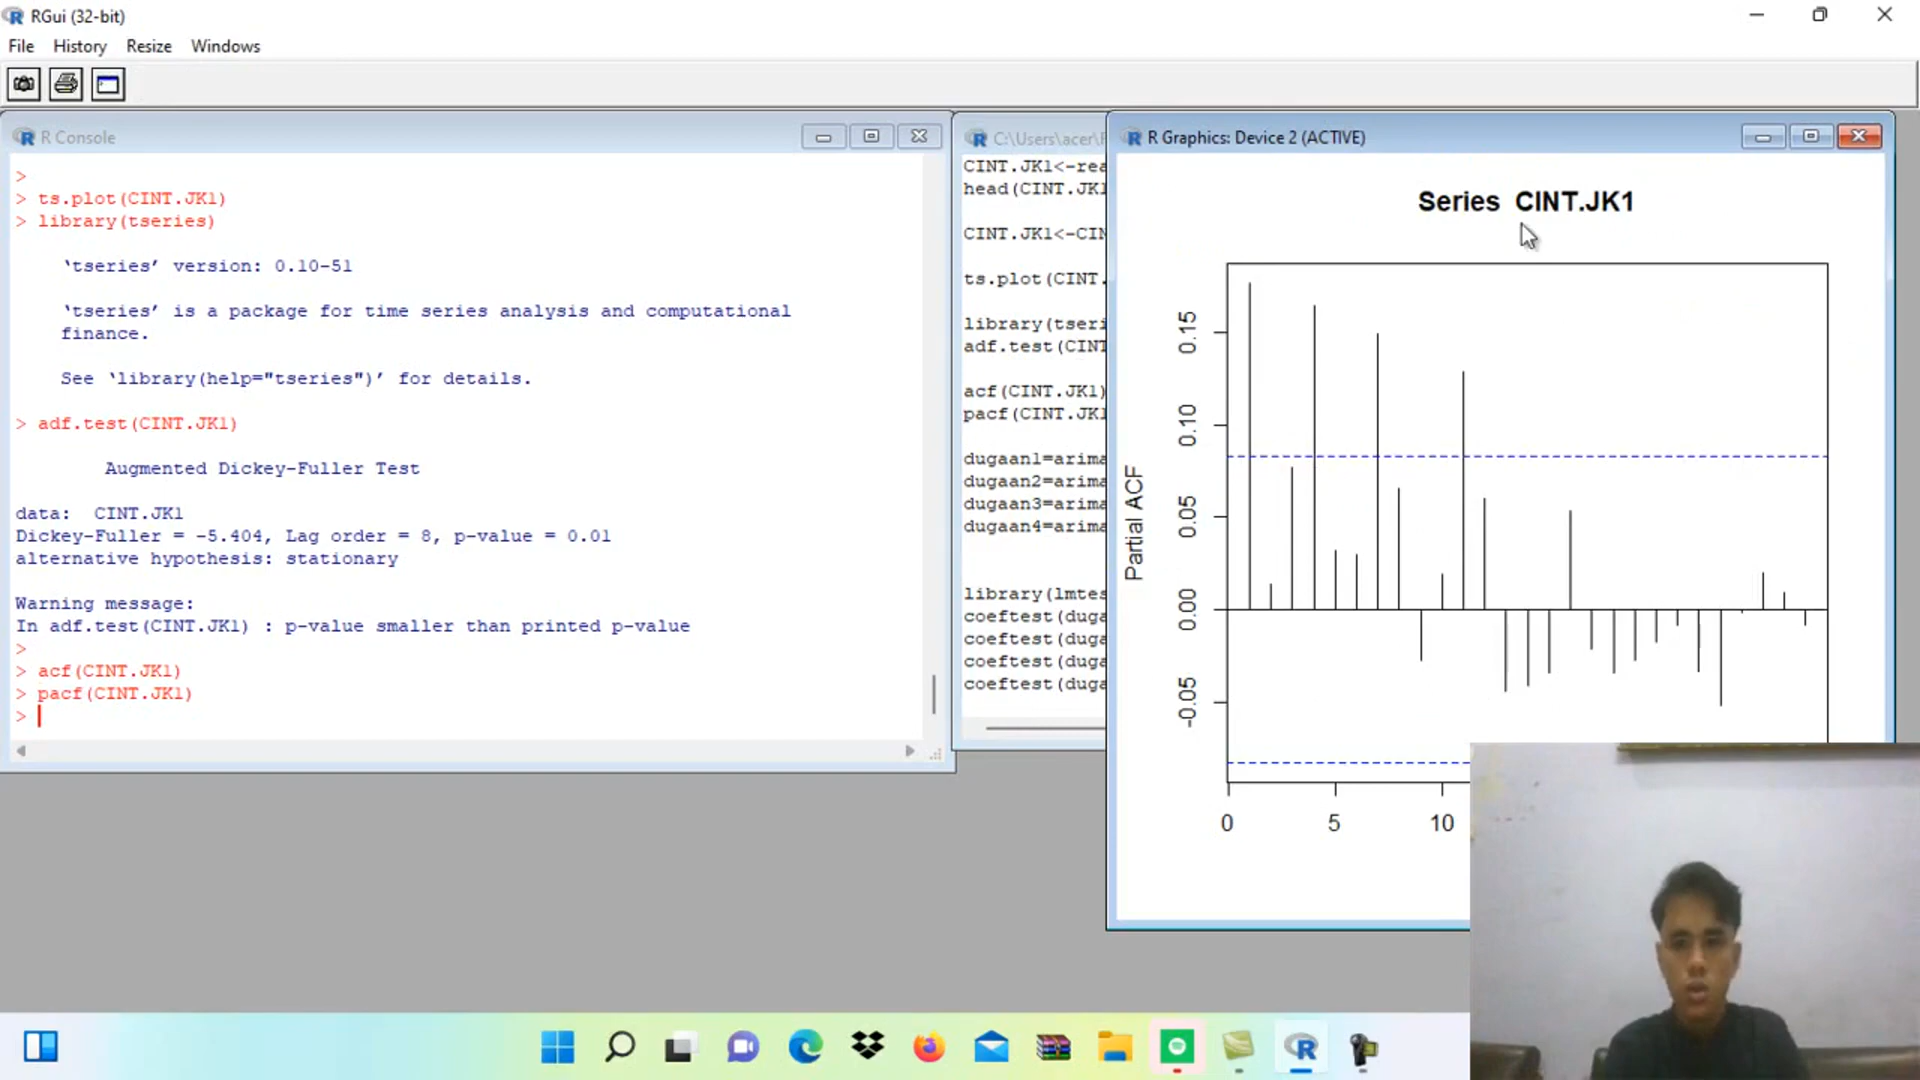 RGui (32-bit)
File History Resize Windows
R Console
>
> ts.plot(CINT.JK1)
> library(tseries)
‘tseries’ version: 0.10-51
‘tseries’ is a package for time series analysis and computational
finance.
See ‘library(help="tseries")’ for details.
> adf.test(CINT.JK1)
Augmented Dickey-Fuller Test
data: CINT.JK1
Dickey-Fuller = -5.404, Lag order = 8, p-value = 0.01
alternative hypothesis: stationary
Warning message:
In adf.test(CINT.JK1) : p-value smaller than printed p-value
>
> acf(CINT.JK1)
> pacf(CINT.JK1)
>
C:\Users\acer\
CINT.JK1<-rea
head(CINT.JK1
CINT.JK1<-CIN
ts.plot(CINT.
library(tseri
adf.test(CINT
acf(CINT.JK1)
pacf(CINT.JK1
dugaan1=arima
dugaan2=arima
dugaan3=arima
dugaan4=arima
library(lmtes
coeftest(duga
coeftest(duga
coeftest(duga
coeftest(duga
R Graphics: Device 2 (ACTIVE)
Series CINT.JK1
Partial ACF
0.15
0.10
0.05
0.00
-0.05
0 5 10